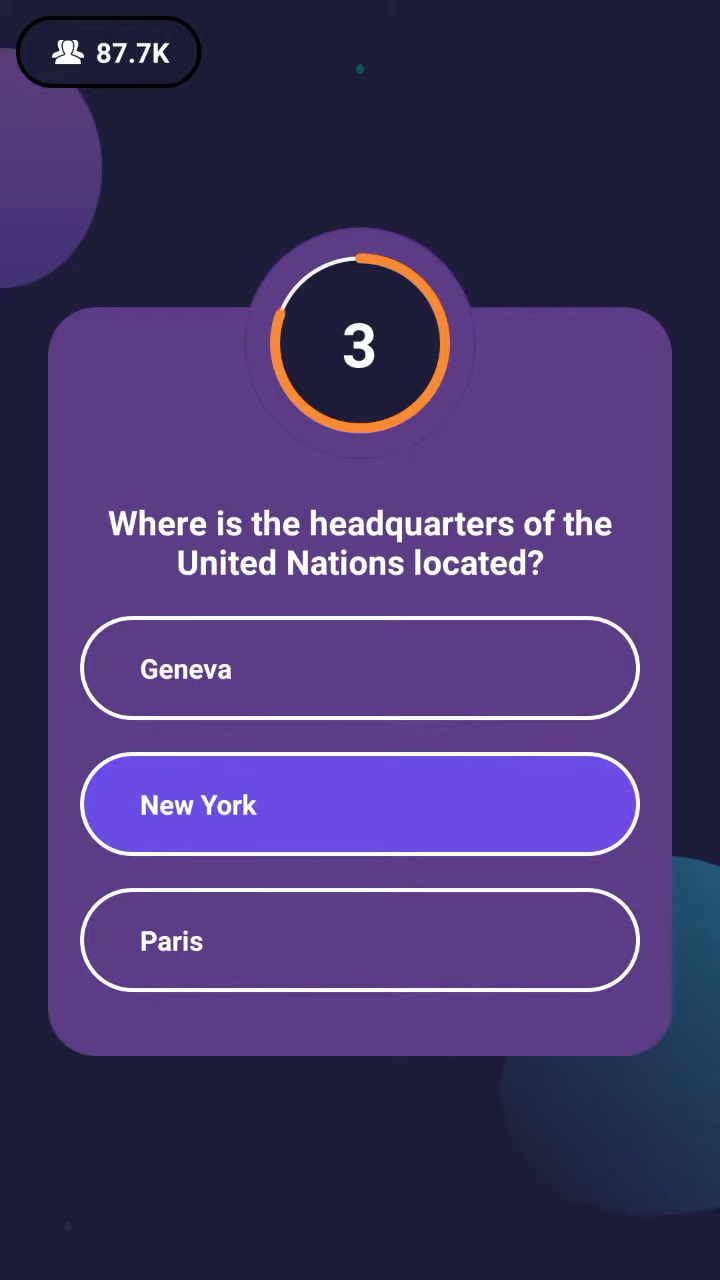 87.7K
3
Where is the headquarters of the
United Nations located?
Geneva
New York
Paris